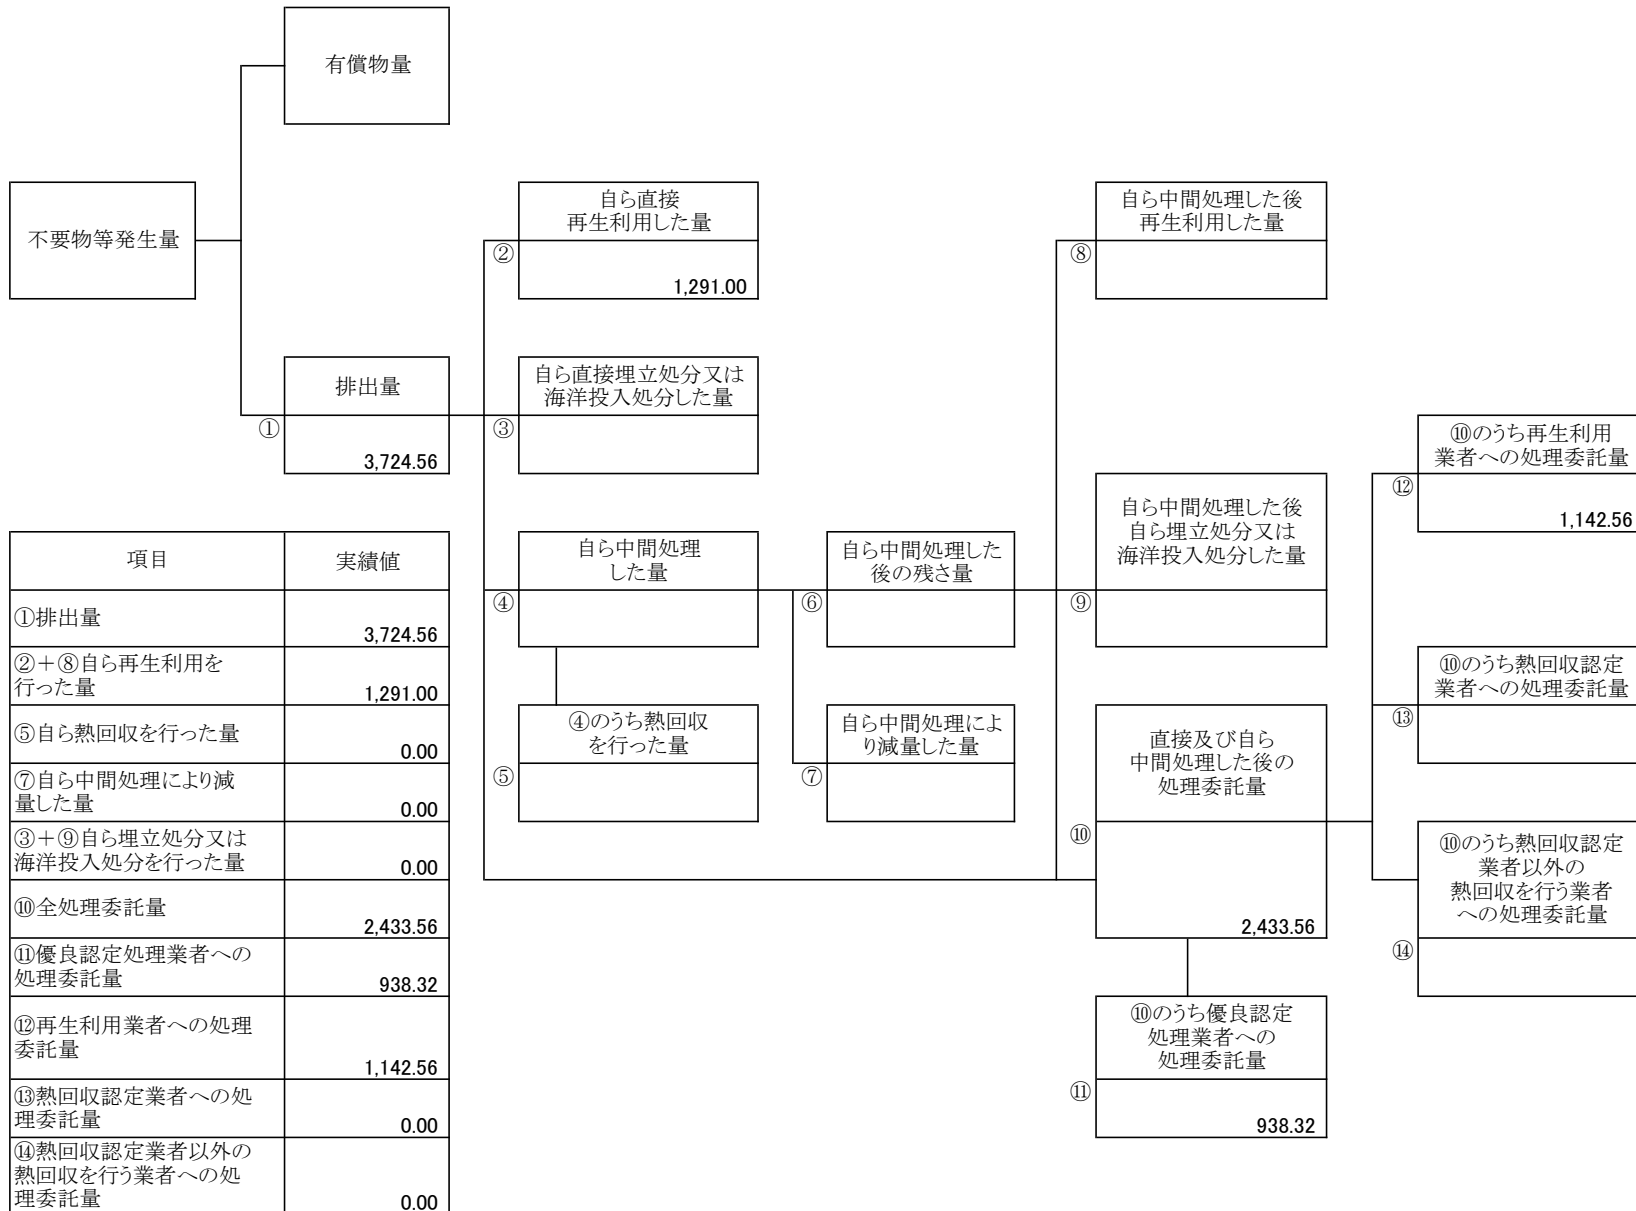 有償物量
不要物等発生量
自ら直接
再生利用した量
②
1,291.00
自ら中間処理した後
再生利用した量
⑧
排出量
①
3,724.56
自ら直接埋立処分又は
海洋投入処分した量
③
⑩のうち再生利用
業者への処理委託量
⑫
1,142.56
自ら中間処理
した量
④
自ら中間処理した
後の残さ量
⑥
自ら中間処理した後
自ら埋立処分又は
海洋投入処分した量
⑨
④のうち熱回収
を行った量
⑤
自ら中間処理によ
り減量した量
⑦
直接及び自ら
中間処理した後の
処理委託量
⑩
2,433.56
⑩のうち熱回収認定
業者への処理委託量
⑬
⑩のうち熱回収認定
業者以外の
熱回収を行う業者
への処理委託量
⑭
⑩のうち優良認定
処理業者への
処理委託量
⑪
938.32
項目 実績値
①排出量
3,724.56
②+⑧自ら再生利用を
行った量
1,291.00
⑤自ら熱回収を行った量
0.00
⑦自ら中間処理により減
量した量
0.00
③+⑨自ら埋立処分又は
海洋投入処分を行った量
0.00
⑩全処理委託量
2,433.56
⑪優良認定処理業者への
処理委託量
938.32
⑫再生利用業者への処理
委託量
1,142.56
⑬熱回収認定業者への処
理委託量
0.00
⑭熱回収認定業者以外の
熱回収を行う業者への処
理委託量
0.00